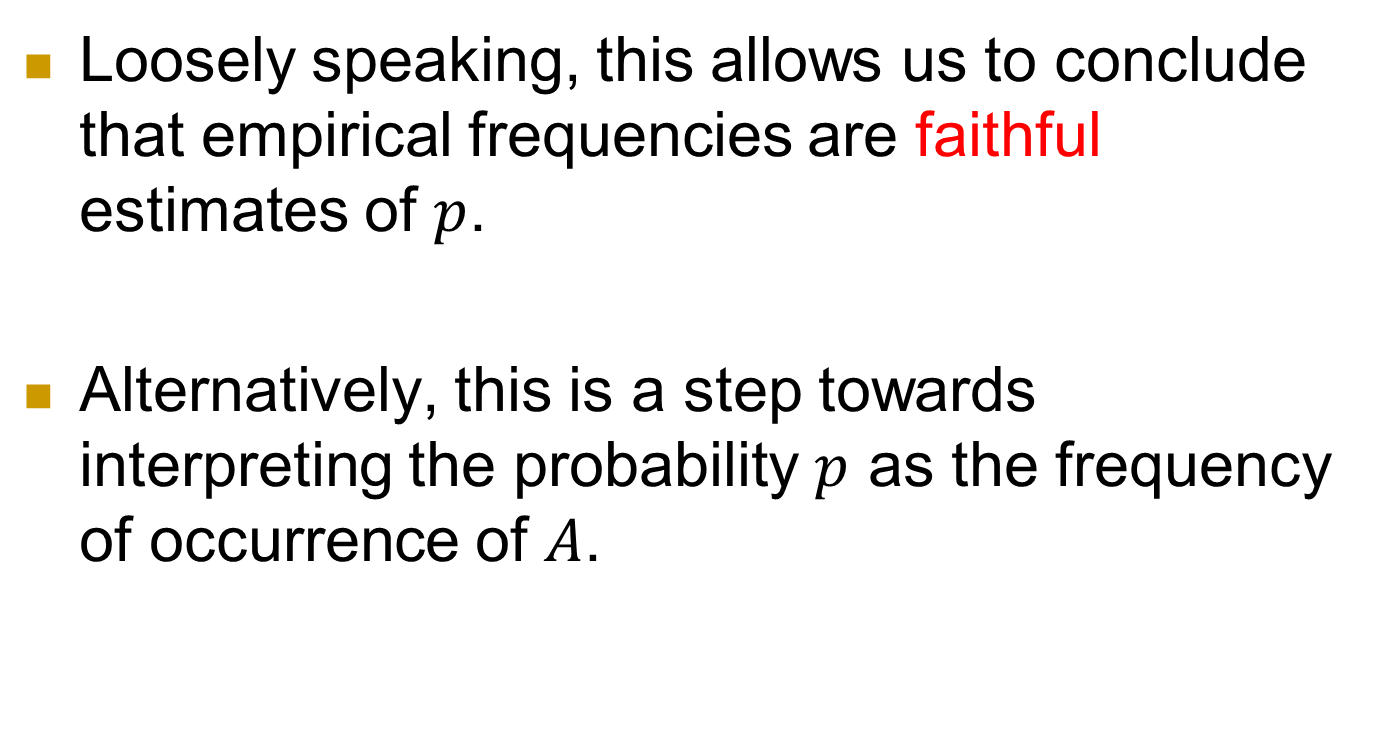 Loosely speaking, this allows us to conclude
that empirical frequencies are faithful
estimates of p.
Alternatively, this is a step towards
interpreting the probability p as the frequency
of occurrence of A.